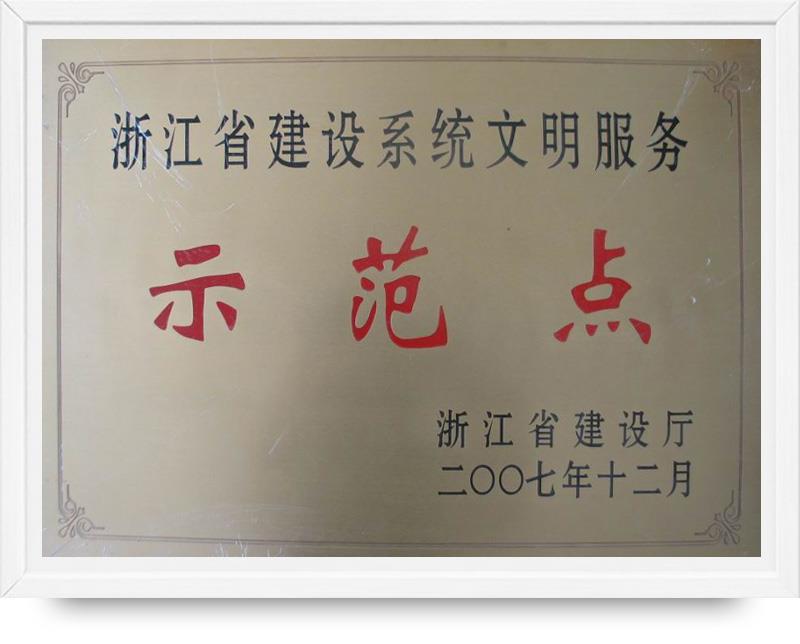 浙江省建设系统文明服务
示范点
浙江省建设厅
二〇〇七年十二月